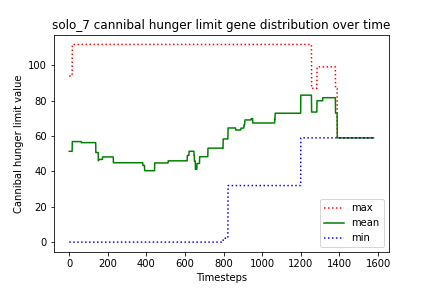 solo_7 cannibal hunger limit gene distribution over time
Cannibal hunger limit value
100
80
60
40
20
0
0 200 400 600 800 1000 1200 1400 1600
Timesteps
max
mean
min